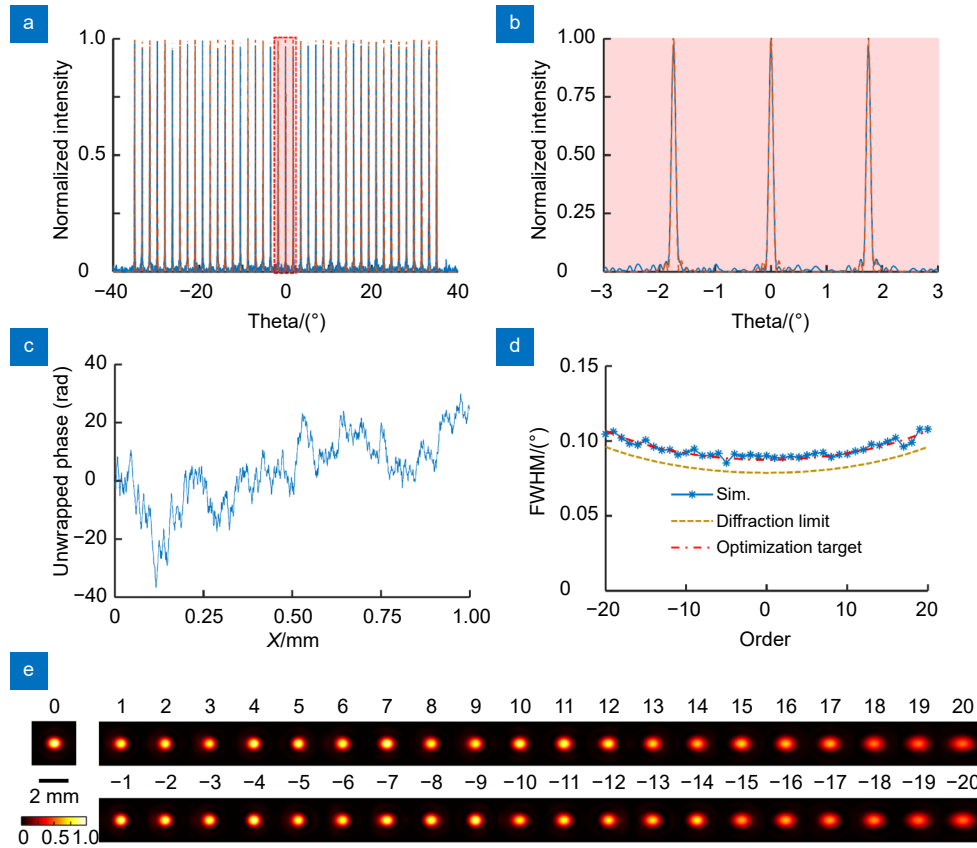 a
1.0
0.5
0
−40
−20
0
20
40
Normalized intensity
Theta/(°)
b
1.00
0.75
0.50
0.25
0
−3
−2
−1
0
1
2
3
Normalized intensity
Theta/(°)
c
40
20
0
−20
−40
0
0.25
0.50
0.75
1.00
Unwrapped phase (rad)
X/mm
d
0.15
0.10
0.05
0
−20
−10
0
10
20
FWHM/(°)
Order
Sim.
Diffraction limit
Optimization target
e
0 1 2 3 4 5 6 7 8 9 10 11 12 13 14 15 16 17 18 19 20
−1 −2 −3 −4 −5 −6 −7 −8 −9 −10 −11 −12 −13 −14 −15 −16 −17 −18 −19 −20
2 mm
0 0.5 1.0